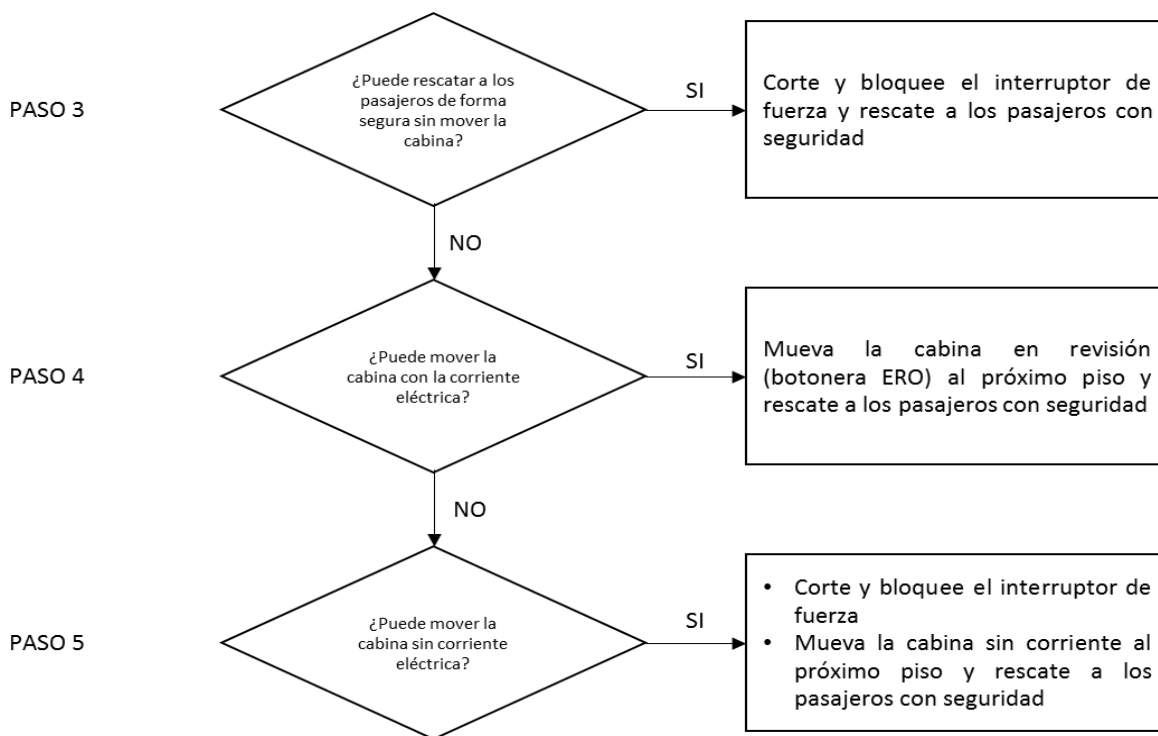 PASO 3
¿Puede rescatar a los
pasajeros de forma
segura sin mover la
cabina?
SI
Corte y bloquee el interruptor de
fuerza y rescate a los pasajeros con
seguridad
NO
PASO 4
¿Puede mover la
cabina con la corriente
eléctrica?
SI
Mueva la cabina en revisión
(botonera ERO) al próximo piso y
rescate a los pasajeros con seguridad
NO
PASO 5
¿Puede mover la
cabina sin corriente
eléctrica?
SI
• Corte y bloquee el interruptor de
fuerza
• Mueva la cabina sin corriente al
próximo piso y rescate a los
pasajeros con seguridad